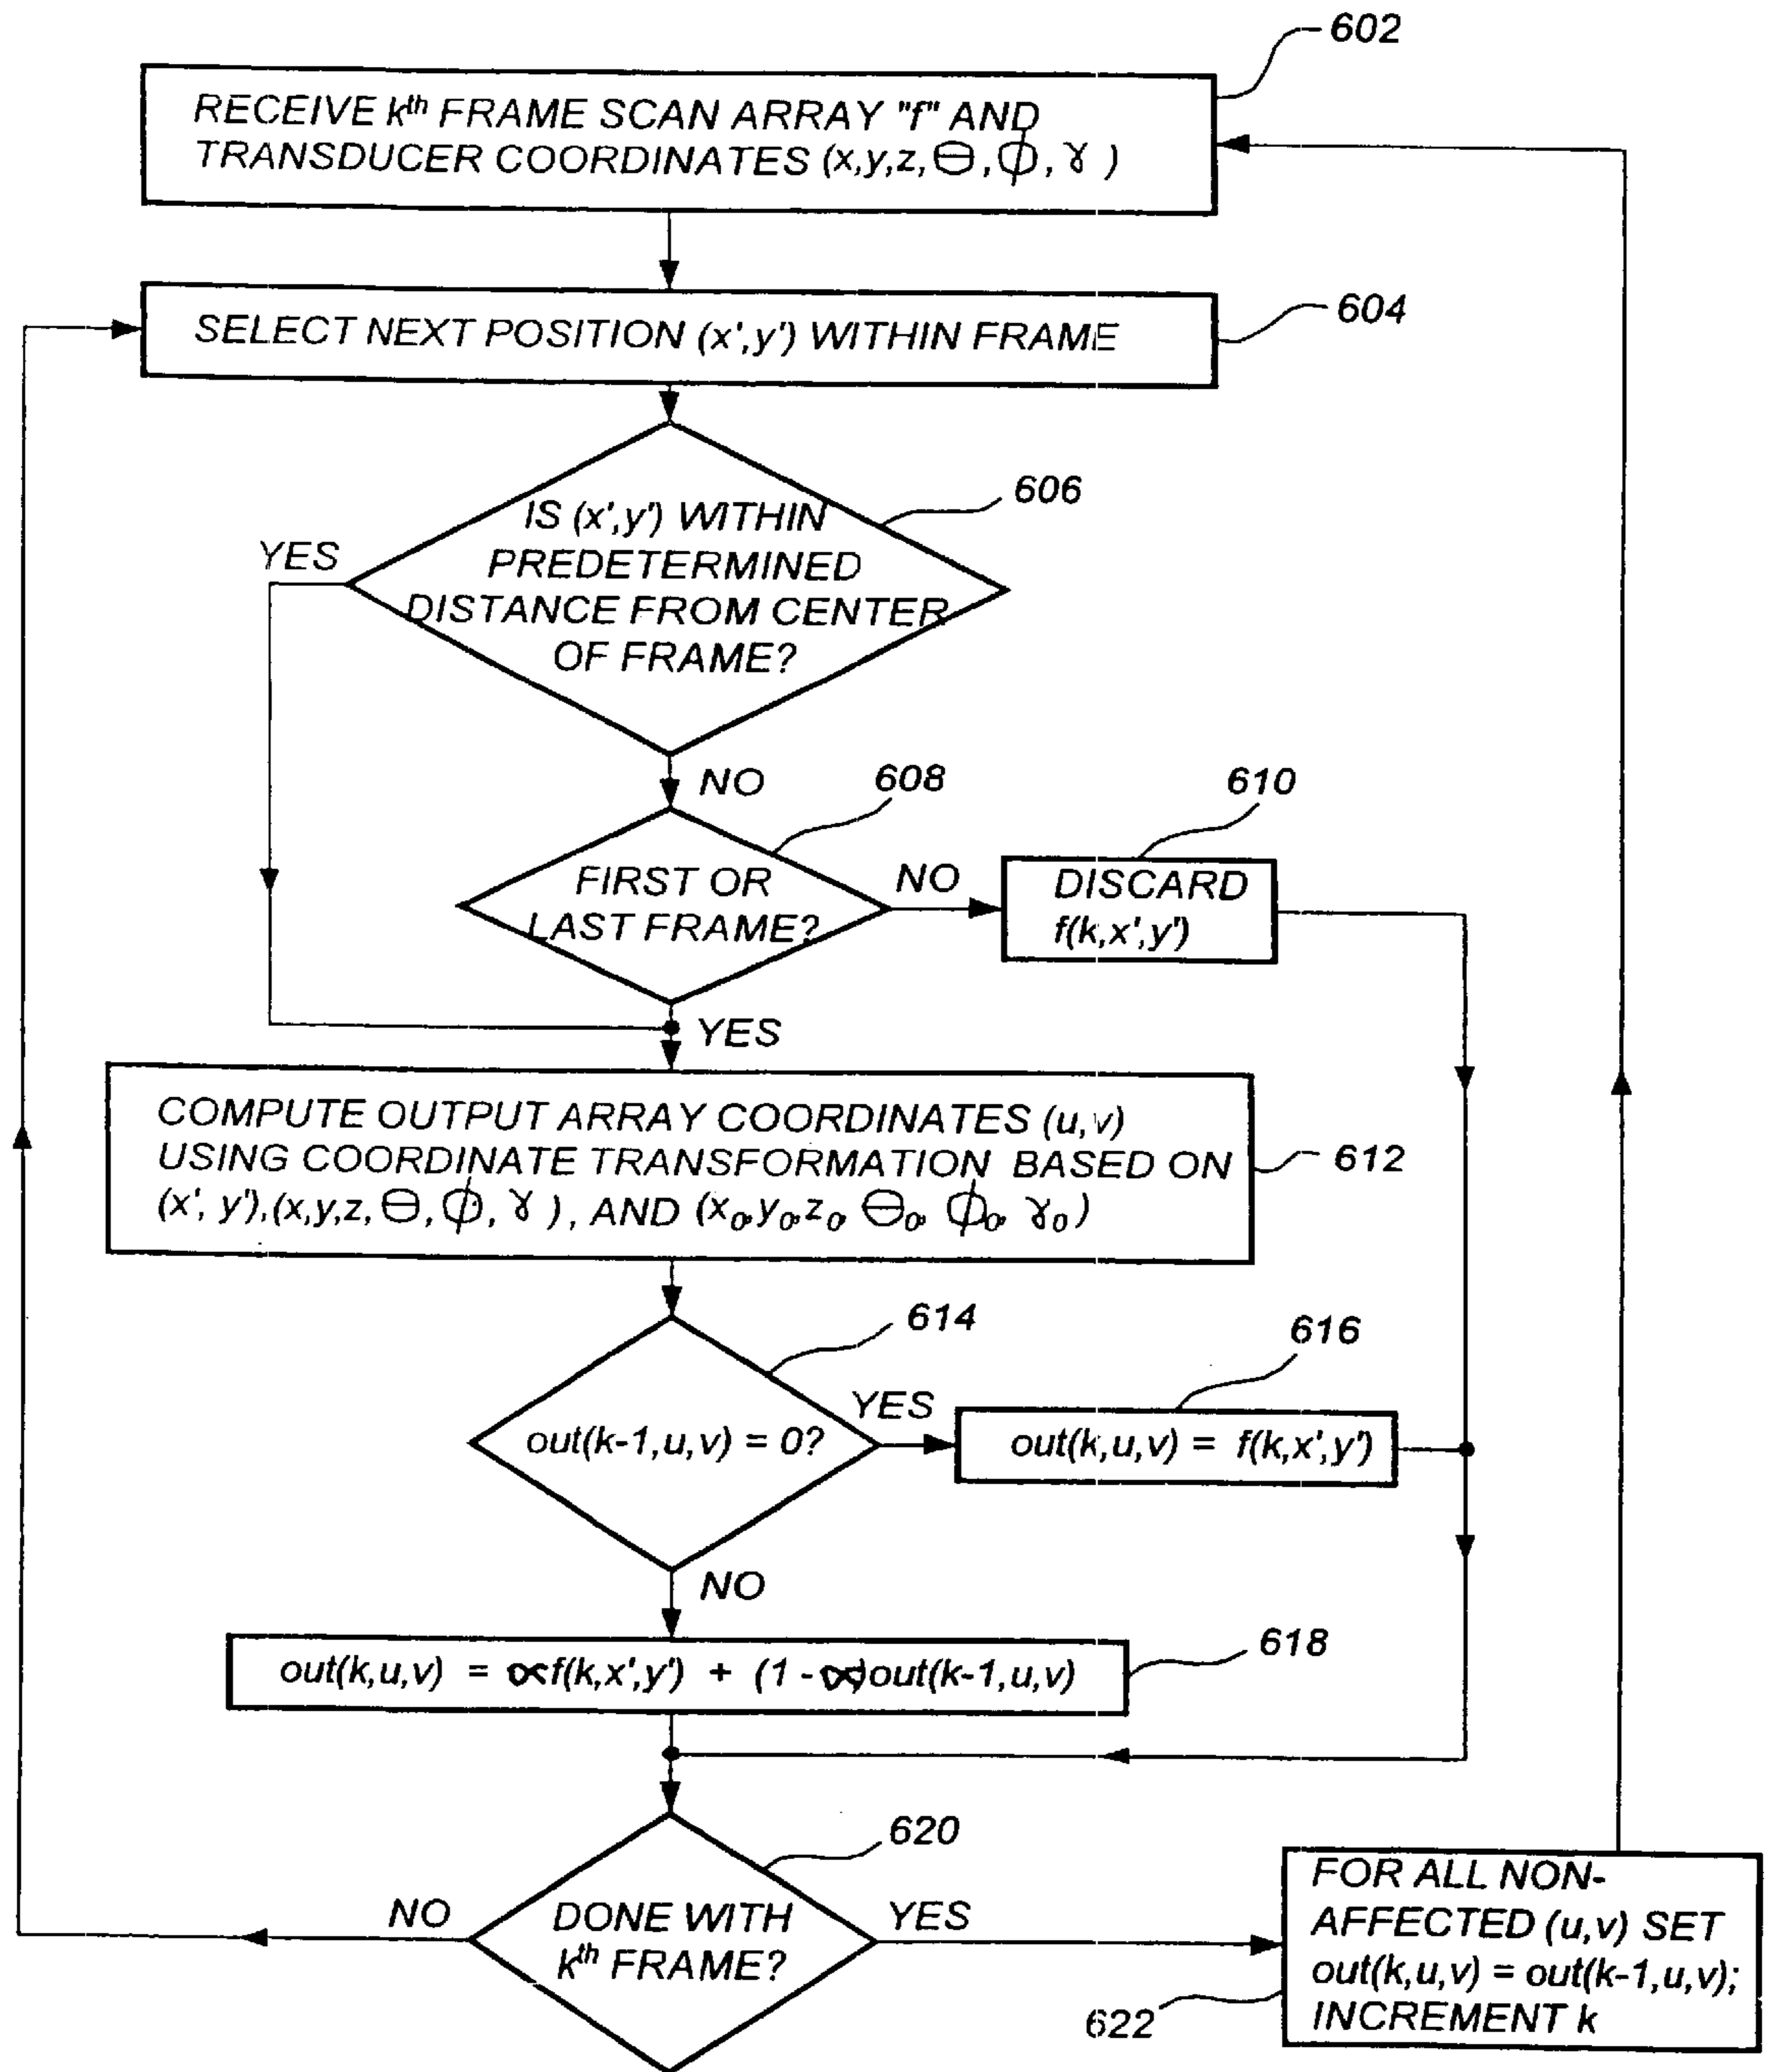 602
RECEIVE kth FRAME SCAN ARRAY "f" AND
TRANSDUCER COORDINATES (x,y,z,Θ,ϕ,γ)
SELECT NEXT POSITION (x',y') WITHIN FRAME
604
606
IS (x',y') WITHIN
PREDETERMINED
DISTANCE FROM CENTER
OF FRAME?
YES
NO
608
610
FIRST OR
LAST FRAME?
NO
DISCARD
f(k,x',y')
YES
COMPUTE OUTPUT ARRAY COORDINATES (u,v)
USING COORDINATE TRANSFORMATION BASED ON
(x', y'),(x,y,z,Θ,ϕ,γ), AND (x0,y0,z0,Θ0,ϕ0,γ0)
612
614
616
out(k-1,u,v) = 0?
YES
out(k,u,v) = f(k,x',y')
NO
618
out(k,u,v) = ∝f(k,x',y') + (1 - ∝)out(k-1,u,v)
620
NO
DONE WITH
kth FRAME?
YES
FOR ALL NON-
AFFECTED (u,v) SET
out(k,u,v) = out(k-1,u,v);
INCREMENT k
622